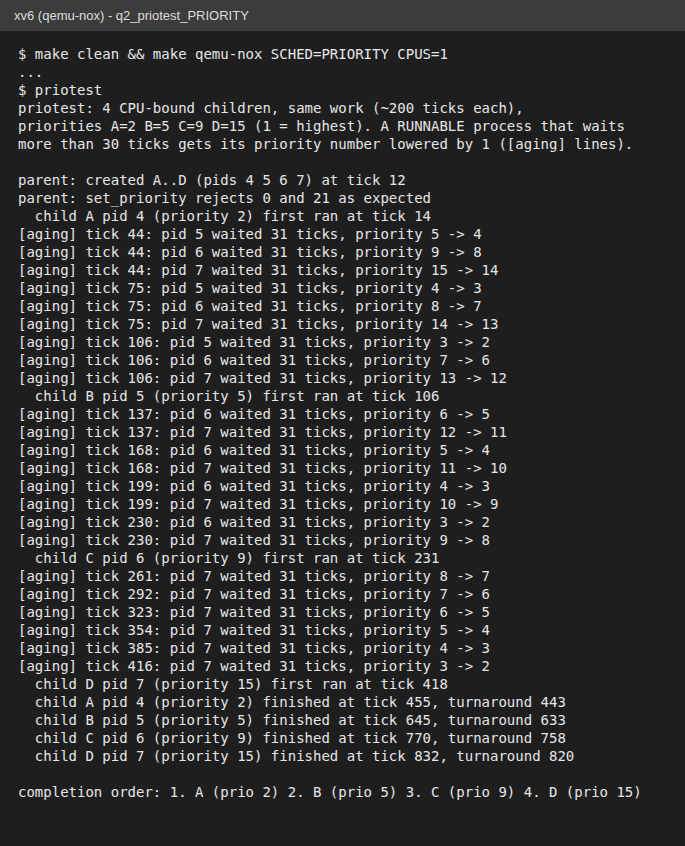 xv6 (qemu-nox) - q2_priotest_PRIORITY
$ make clean && make qemu-nox SCHED=PRIORITY CPUS=1
...
$ priotest
priotest: 4 CPU-bound children, same work (~200 ticks each),
priorities A=2 B=5 C=9 D=15 (1 = highest). A RUNNABLE process that waits
more than 30 ticks gets its priority number lowered by 1 ([aging] lines).

parent: created A..D (pids 4 5 6 7) at tick 12
parent: set_priority rejects 0 and 21 as expected
  child A pid 4 (priority 2) first ran at tick 14
[aging] tick 44: pid 5 waited 31 ticks, priority 5 -> 4
[aging] tick 44: pid 6 waited 31 ticks, priority 9 -> 8
[aging] tick 44: pid 7 waited 31 ticks, priority 15 -> 14
[aging] tick 75: pid 5 waited 31 ticks, priority 4 -> 3
[aging] tick 75: pid 6 waited 31 ticks, priority 8 -> 7
[aging] tick 75: pid 7 waited 31 ticks, priority 14 -> 13
[aging] tick 106: pid 5 waited 31 ticks, priority 3 -> 2
[aging] tick 106: pid 6 waited 31 ticks, priority 7 -> 6
[aging] tick 106: pid 7 waited 31 ticks, priority 13 -> 12
  child B pid 5 (priority 5) first ran at tick 106
[aging] tick 137: pid 6 waited 31 ticks, priority 6 -> 5
[aging] tick 137: pid 7 waited 31 ticks, priority 12 -> 11
[aging] tick 168: pid 6 waited 31 ticks, priority 5 -> 4
[aging] tick 168: pid 7 waited 31 ticks, priority 11 -> 10
[aging] tick 199: pid 6 waited 31 ticks, priority 4 -> 3
[aging] tick 199: pid 7 waited 31 ticks, priority 10 -> 9
[aging] tick 230: pid 6 waited 31 ticks, priority 3 -> 2
[aging] tick 230: pid 7 waited 31 ticks, priority 9 -> 8
  child C pid 6 (priority 9) first ran at tick 231
[aging] tick 261: pid 7 waited 31 ticks, priority 8 -> 7
[aging] tick 292: pid 7 waited 31 ticks, priority 7 -> 6
[aging] tick 323: pid 7 waited 31 ticks, priority 6 -> 5
[aging] tick 354: pid 7 waited 31 ticks, priority 5 -> 4
[aging] tick 385: pid 7 waited 31 ticks, priority 4 -> 3
[aging] tick 416: pid 7 waited 31 ticks, priority 3 -> 2
  child D pid 7 (priority 15) first ran at tick 418
  child A pid 4 (priority 2) finished at tick 455, turnaround 443
  child B pid 5 (priority 5) finished at tick 645, turnaround 633
  child C pid 6 (priority 9) finished at tick 770, turnaround 758
  child D pid 7 (priority 15) finished at tick 832, turnaround 820

completion order: 1. A (prio 2) 2. B (prio 5) 3. C (prio 9) 4. D (prio 15)